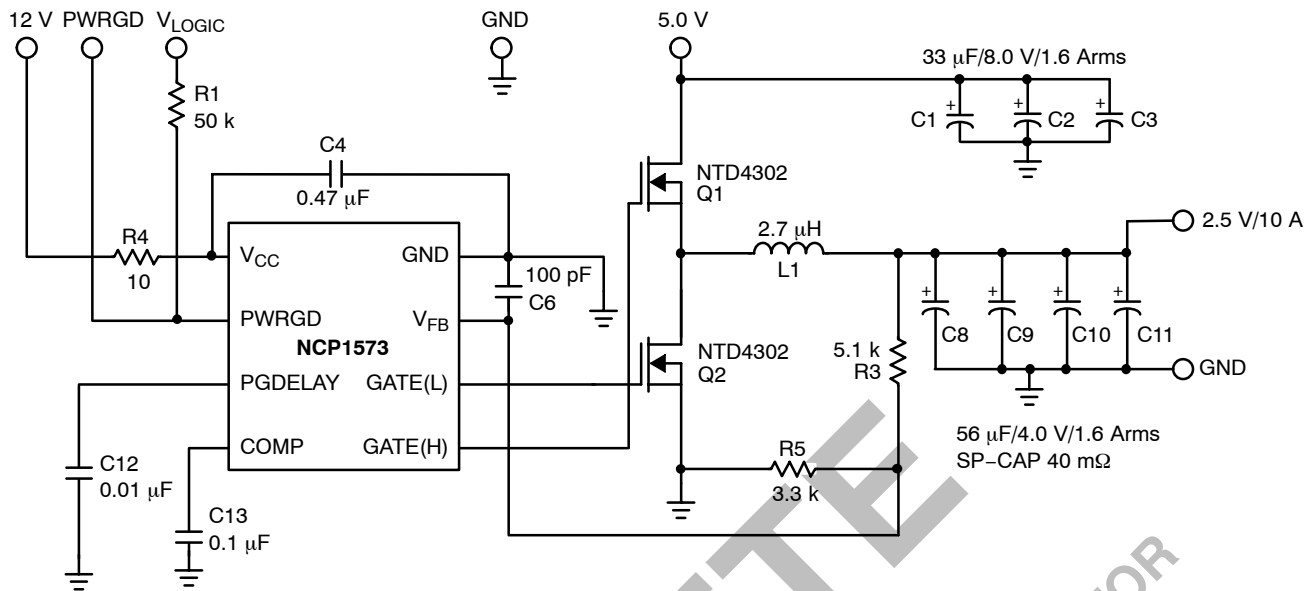 12 V PWRGD VLOGIC GND 5.0 V
R1
50 k
33 μF/8.0 V/1.6 Arms
+ + +
C1 C2 C3
C4
0.47 μF
NTD4302
Q1
R4
10
2.7 μH
L1
2.5 V/10 A
VCC GND
100 pF
C6
PWRGD VFB
NCP1573
PGDELAY GATE(L)
COMP GATE(H)
NTD4302
Q2
5.1 k
R3
+ + + +
C8 C9 C10 C11
GND
56 μF/4.0 V/1.6 Arms
SP−CAP 40 mΩ
R5
3.3 k
C12
0.01 μF
C13
0.1 μF